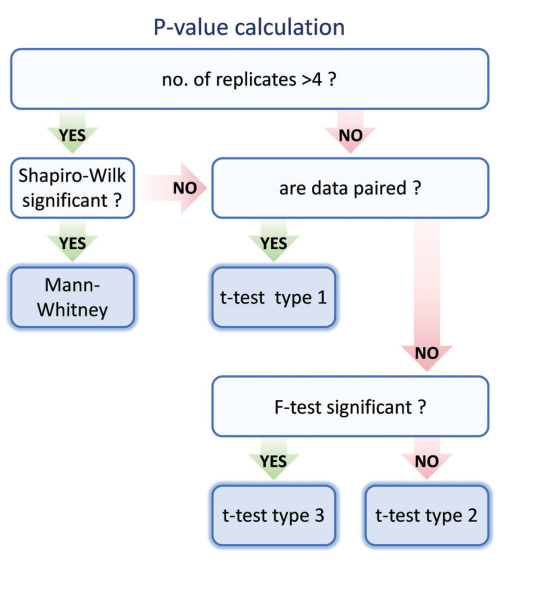 P-value calculation
no. of replicates >4 ?
YES
NO
Shapiro-Wilk
significant ?
NO
are data paired ?
YES
YES
Mann-
Whitney
t-test  type 1
NO
F-test significant ?
YES
NO
t-test type 3
t-test type 2